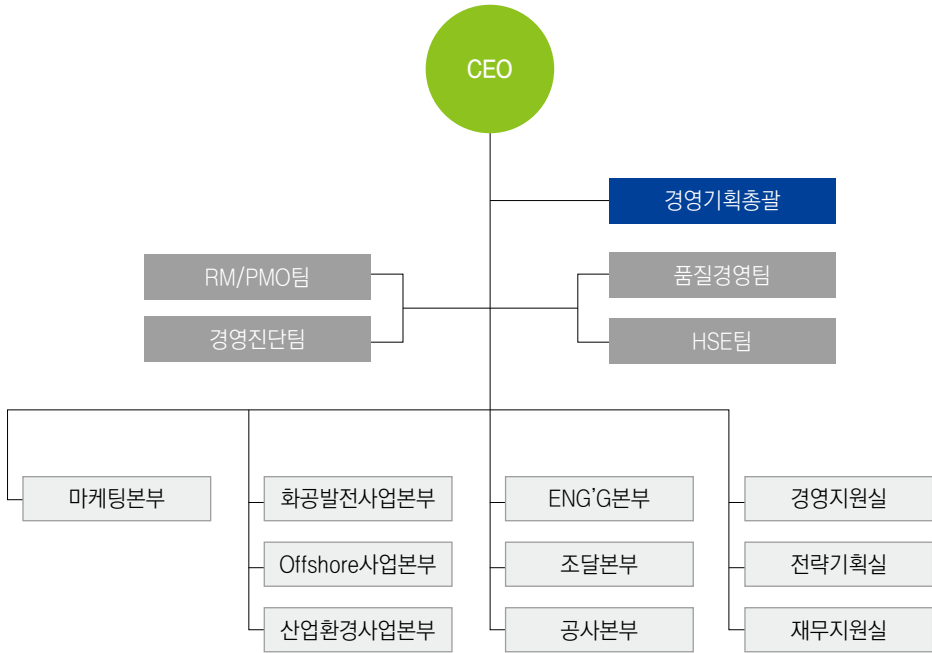 CEO
경영기획총괄
RM/PMO팀
품질경영팀
경영진단팀
HSE팀
마케팅본부
화공발전사업본부
ENG'G본부
경영지원실
Offshore사업본부
조달본부
전략기획실
산업환경사업본부
공사본부
재무지원실